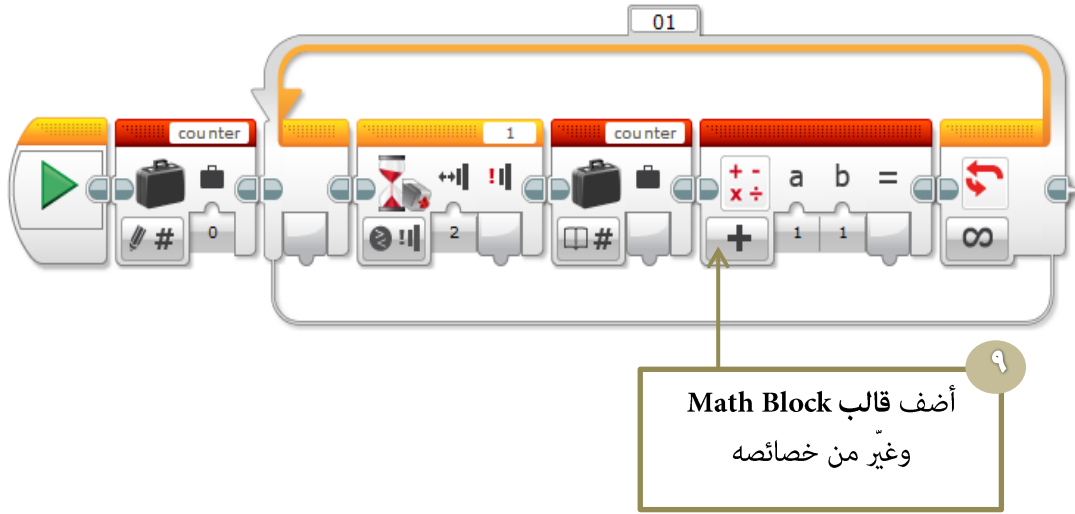 01
counter
1
counter
a b =
#
0
2
#
+
1
1
∞
٩
أضف قالب Math Block
وغيّر من خصائصه